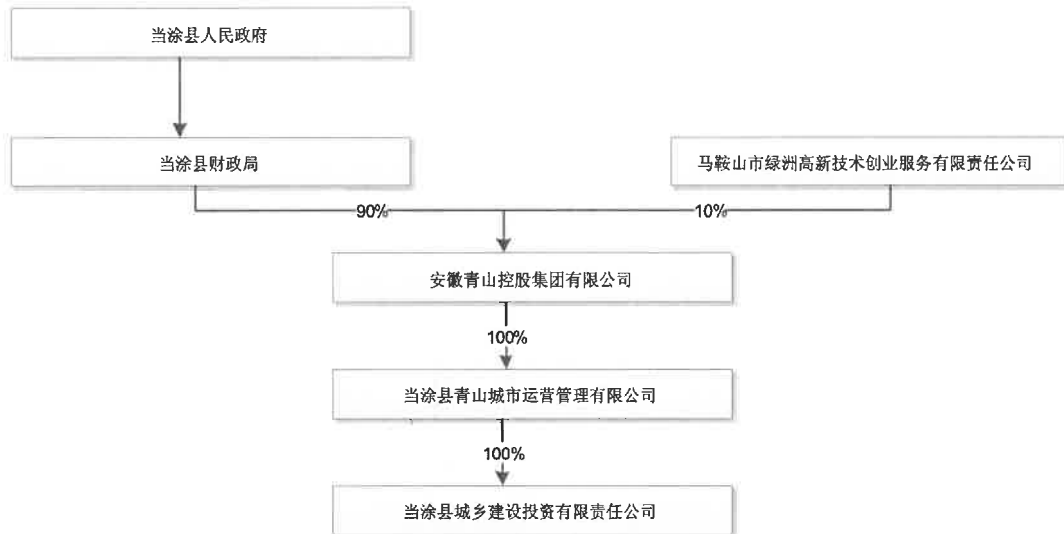 当涂县人民政府
当涂县财政局
马鞍山市绿洲高新技术创业服务有限责任公司
90%
10%
安徽青山控股集团有限公司
100%
当涂县青山城市运营管理有限公司
100%
当涂县城乡建设投资有限责任公司